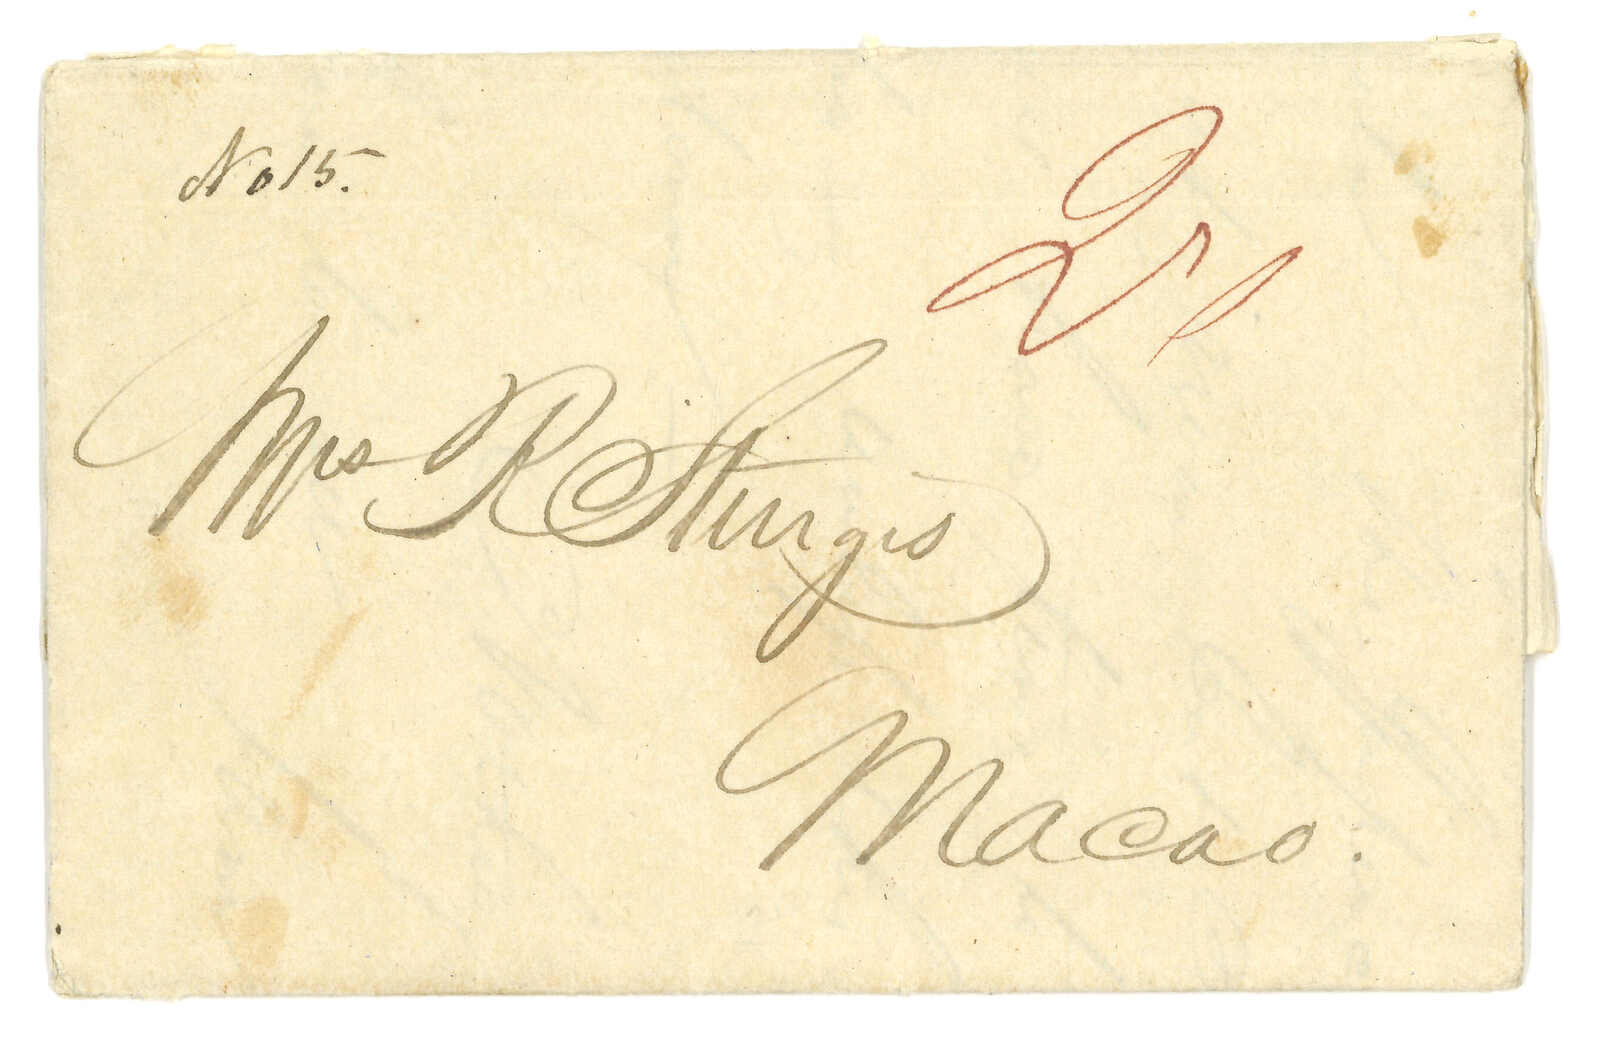 No 15.
Mrs R Sturgis
Macao.